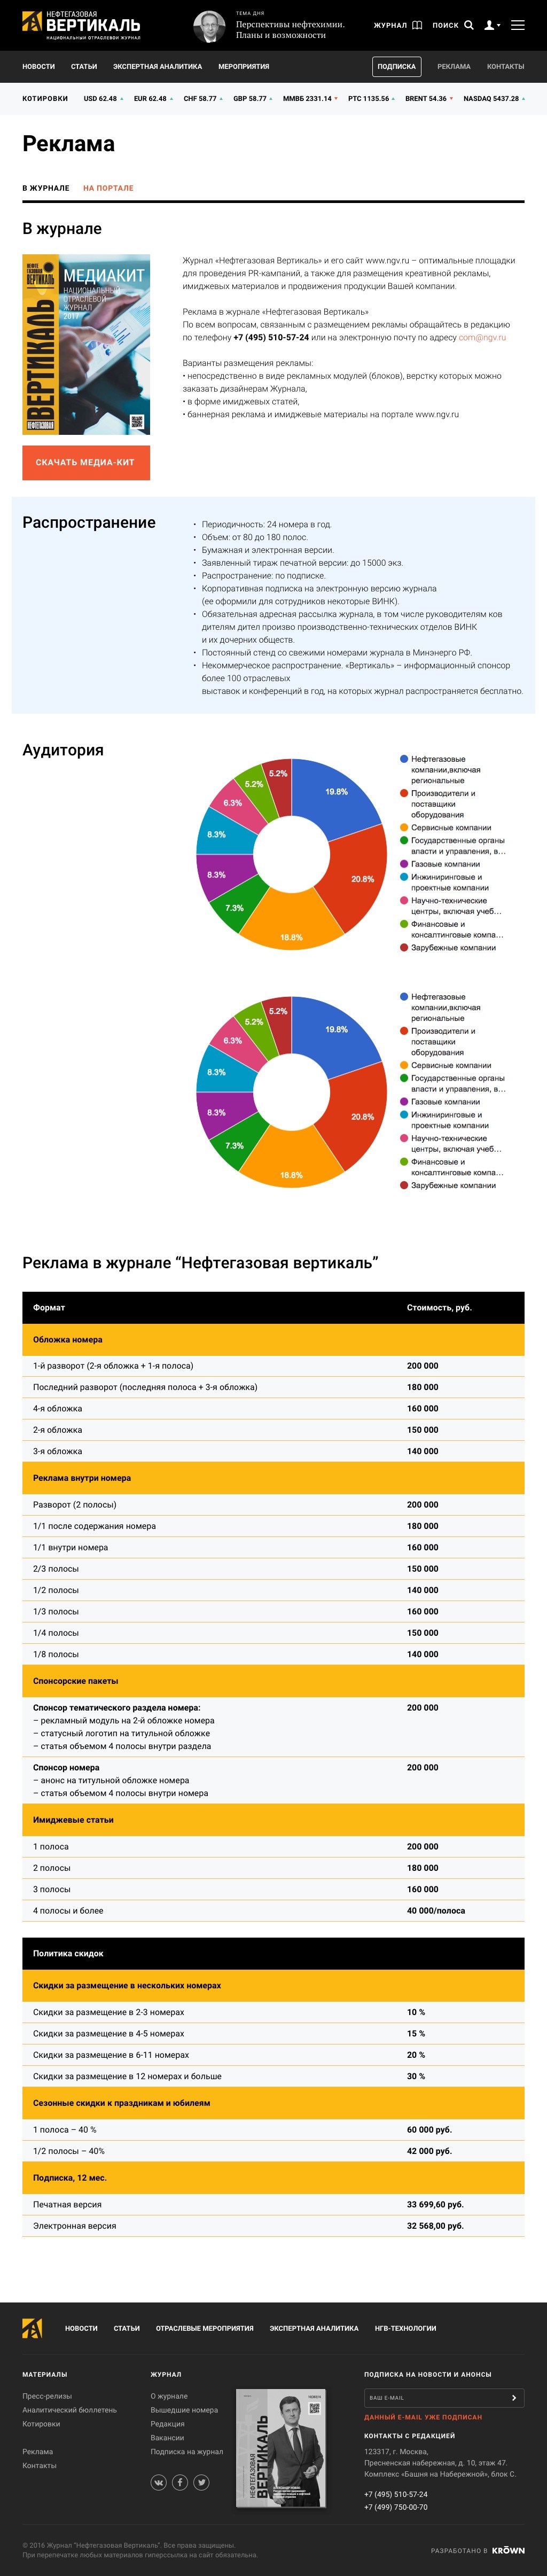 НЕФТЕГАЗОВАЯ
ВЕРТИКАЛЬ
НАЦИОНАЛЬНЫЙ ОТРАСЛЕВОЙ ЖУРНАЛ
ТЕМА ДНЯ
Перспективы нефтехимии.
Планы и возможности
ЖУРНАЛ
ПОИСК
НОВОСТИ СТАТЬИ ЭКСПЕРТНАЯ АНАЛИТИКА МЕРОПРИЯТИЯ ПОДПИСКА РЕКЛАМА КОНТАКТЫ
КОТИРОВКИ USD 62.48 EUR 62.48 CHF 58.77 GBP 58.77 ММВБ 2331.14 РТС 1135.56 BRENT 54.36 NASDAQ 5437.28
Реклама
В ЖУРНАЛЕ НА ПОРТАЛЕ
В журнале
МЕДИАКИТ
НАЦИОНАЛЬНЫЙ
ОТРАСЛЕВОЙ
ЖУРНАЛ
2017
ВЕРТИКАЛЬ
НЕФТЕГАЗОВАЯ
СКАЧАТЬ МЕДИА-КИТ
Журнал «Нефтегазовая Вертикаль» и его сайт www.ngv.ru – оптимальные площадки
для проведения PR-кампаний, а также для размещения креативной рекламы,
имиджевых материалов и продвижения продукции Вашей компании.
Реклама в журнале «Нефтегазовая Вертикаль»
По всем вопросам, связанным с размещением рекламы обращайтесь в редакцию
по телефону +7 (495) 510-57-24 или на электронную почту по адресу com@ngv.ru
Варианты размещения рекламы:
• непосредственно в виде рекламных модулей (блоков), верстку которых можно
заказать дизайнерам Журнала,
• в форме имиджевых статей,
• баннерная реклама и имиджевые материалы на портале www.ngv.ru
Распространение
• Периодичность: 24 номера в год.
• Объем: от 80 до 180 полос.
• Бумажная и электронная версии.
• Заявленный тираж печатной версии: до 15000 экз.
• Распространение: по подписке.
• Корпоративная подписка на электронную версию журнала
(ее оформили для сотрудников некоторые ВИНК).
• Обязательная адресная рассылка журнала, в том числе руководителям ков
дителям дител произво производственно-технических отделов ВИНК
и их дочерних обществ.
• Постоянный стенд со свежими номерами журнала в Минэнерго РФ.
• Некоммерческое распространение. «Вертикаль» – информационный спонсор
более 100 отраслевых
выставок и конференций в год, на которых журнал распространяется бесплатно.
Аудитория
19.8%
20.8%
18.8%
7.3%
8.3%
8.3%
6.3%
5.2%
5.2%
Нефтегазовые
компании,включая
региональные
Производители и
поставщики
оборудования
Сервисные компании
Государственные органы
власти и управления, в…
Газовые компании
Инжиниринговые и
проектные компании
Научно-технические
центры, включая учеб…
Финансовые и
консалтинговые компа…
Зарубежные компании
19.8%
20.8%
18.8%
7.3%
8.3%
8.3%
6.3%
5.2%
5.2%
Нефтегазовые
компании,включая
региональные
Производители и
поставщики
оборудования
Сервисные компании
Государственные органы
власти и управления, в…
Газовые компании
Инжиниринговые и
проектные компании
Научно-технические
центры, включая учеб…
Финансовые и
консалтинговые компа…
Зарубежные компании
Реклама в журнале “Нефтегазовая вертикаль”
Формат Стоимость, руб.
Обложка номера
1-й разворот (2-я обложка + 1-я полоса) 200 000
Последний разворот (последняя полоса + 3-я обложка) 180 000
4-я обложка 160 000
2-я обложка 150 000
3-я обложка 140 000
Реклама внутри номера
Разворот (2 полосы) 200 000
1/1 после содержания номера 180 000
1/1 внутри номера 160 000
2/3 полосы 150 000
1/2 полосы 140 000
1/3 полосы 160 000
1/4 полосы 150 000
1/8 полосы 140 000
Спонсорские пакеты
Спонсор тематического раздела номера: 200 000
– рекламный модуль на 2-й обложке номера
– статусный логотип на титульной обложке
– статья объемом 4 полосы внутри раздела
Спонсор номера 200 000
– анонс на титульной обложке номера
– статья объемом 4 полосы внутри номера
Имиджевые статьи
1 полоса 200 000
2 полосы 180 000
3 полосы 160 000
4 полосы и более 40 000/полоса
Политика скидок
Скидки за размещение в нескольких номерах
Скидки за размещение в 2-3 номерах 10 %
Скидки за размещение в 4-5 номерах 15 %
Скидки за размещение в 6-11 номерах 20 %
Скидки за размещение в 12 номерах и больше 30 %
Сезонные скидки к праздникам и юбилеям
1 полоса – 40 % 60 000 руб.
1/2 полосы – 40% 42 000 руб.
Подписка, 12 мес.
Печатная версия 33 699,60 руб.
Электронная версия 32 568,00 руб.
НОВОСТИ СТАТЬИ ОТРАСЛЕВЫЕ МЕРОПРИЯТИЯ ЭКСПЕРТНАЯ АНАЛИТИКА НГВ-ТЕХНОЛОГИИ
МАТЕРИАЛЫ
Пресс-релизы
Аналитический бюллетень
Котировки
Реклама
Контакты
ЖУРНАЛ
О журнале
Вышедшие номера
Редакция
Вакансии
Подписка на журнал
НЕФТЕГАЗОВАЯ
ВЕРТИКАЛЬ
ПОДПИСКА НА НОВОСТИ И АНОНСЫ
ВАШ E-MAIL
ДАННЫЙ E-MAIL УЖЕ ПОДПИСАН
КОНТАКТЫ С РЕДАКЦИЕЙ
123317, г. Москва,
Пресненская набережная, д. 10, этаж 47.
Комплекс «Башня на Набережной», блок С.
+7 (495) 510-57-24
+7 (499) 750-00-70
© 2016 Журнал “Нефтегазовая Вертикаль”. Все права защищены.
При перепечатке любых материалов гиперссылка на сайт обязательна.
РАЗРАБОТАНО В KRŌWN